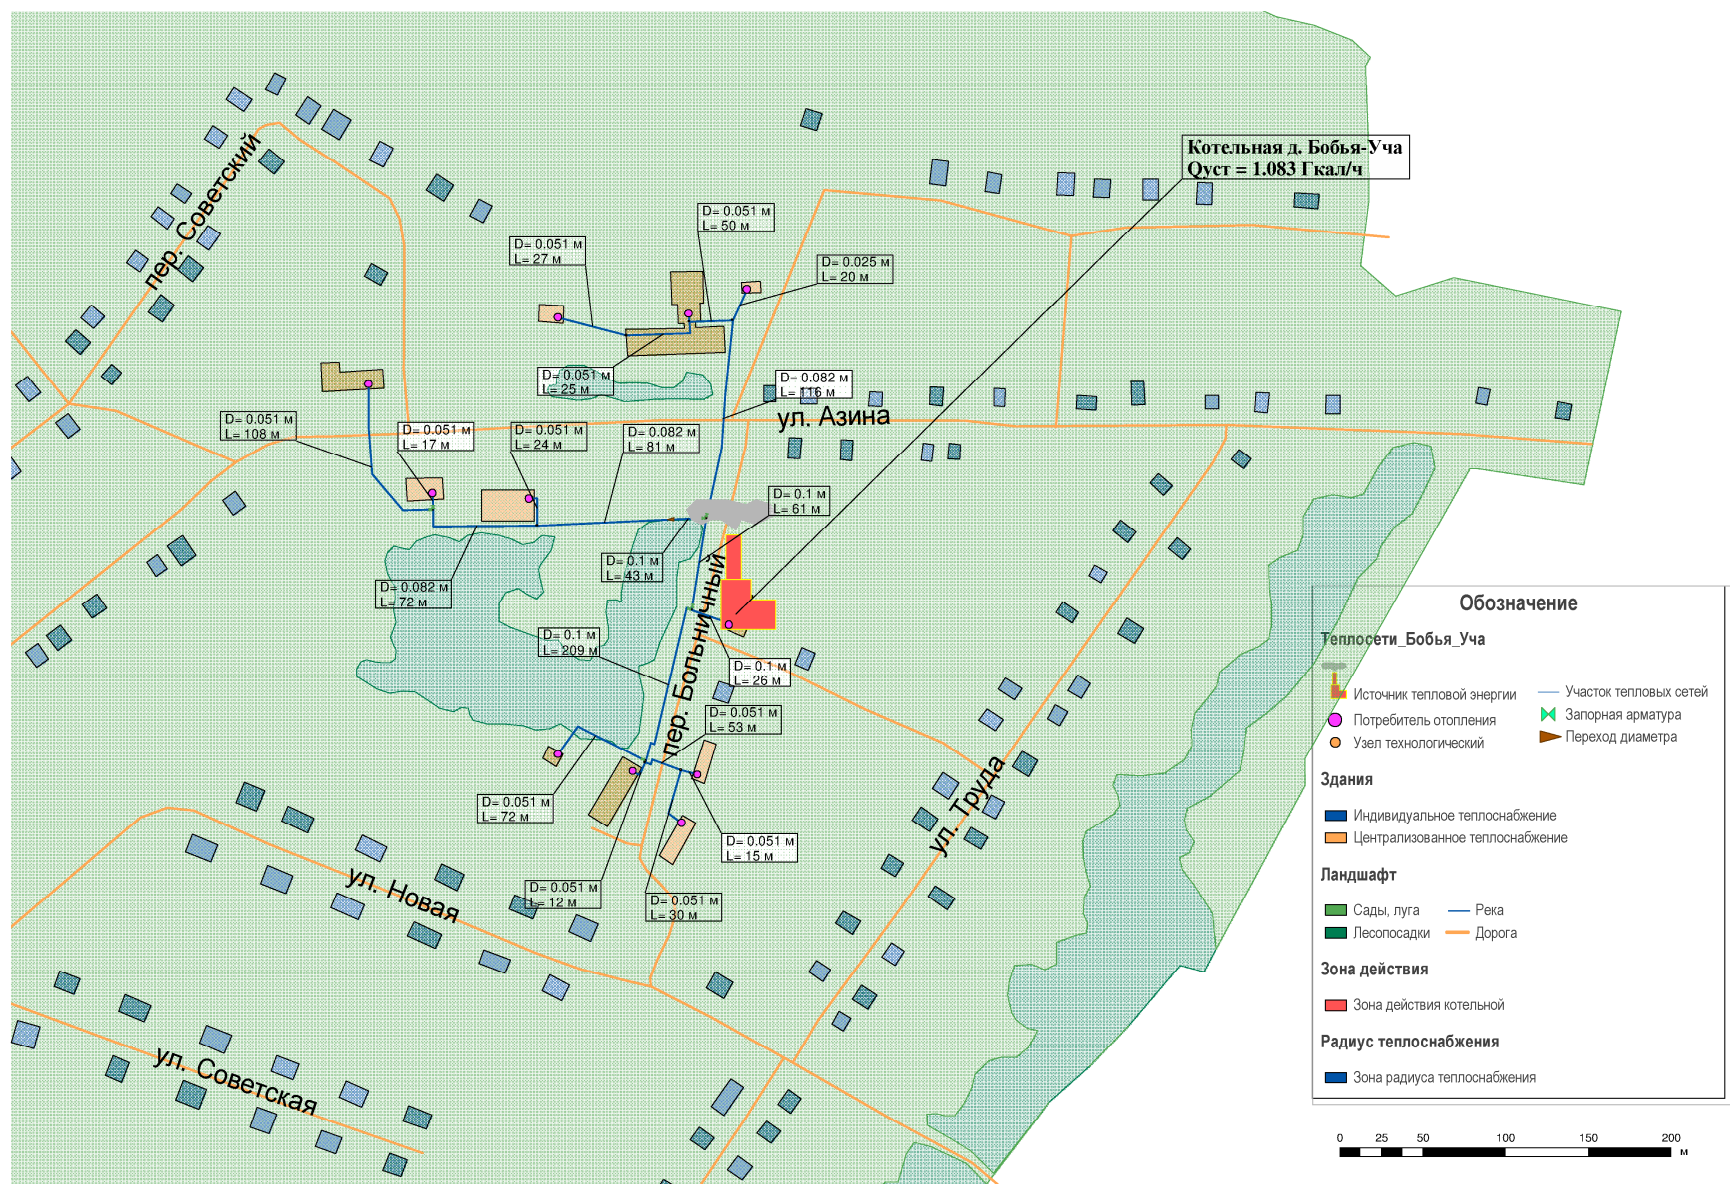 Котельная д. Бобья-Уча
Qуст = 1.083 Гкал/ч
пер. Советский
D= 0.051 м
L= 50 м
D= 0.051 м
L= 27 м
D= 0.025 м
L= 20 м
D= 0.051 м
L= 25 м
D= 0.082 м
L= 116 м
ул. Азина
D= 0.051 м
L= 108 м
D= 0.051 м
L= 17 м
D= 0.051 м
L= 24 м
D= 0.082 м
L= 81 м
D= 0.1 м
L= 61 м
D= 0.1 м
L= 43 м
D= 0.082 м
L= 72 м
D= 0.1 м
L= 209 м
D= 0.1 м
L= 26 м
пер. Больничный
D= 0.051 м
L= 53 м
D= 0.051 м
L= 72 м
D= 0.051 м
L= 15 м
D= 0.051 м
L= 12 м
D= 0.051 м
L= 30 м
ул. Труда
ул. Новая
ул. Советская
Обозначение
Теплосети_Бобья_Уча
Источник тепловой энергии
Потребитель отопления
Узел технологический
Участок тепловых сетей
Запорная арматура
Переход диаметра
Здания
Индивидуальное теплоснабжение
Централизованное теплоснабжение
Ландшафт
Сады, луга
Лесопосадки
Река
Дорога
Зона действия
Зона действия котельной
Радиус теплоснабжения
Зона радиуса теплоснабжения
0 25 50 100 150 200
м